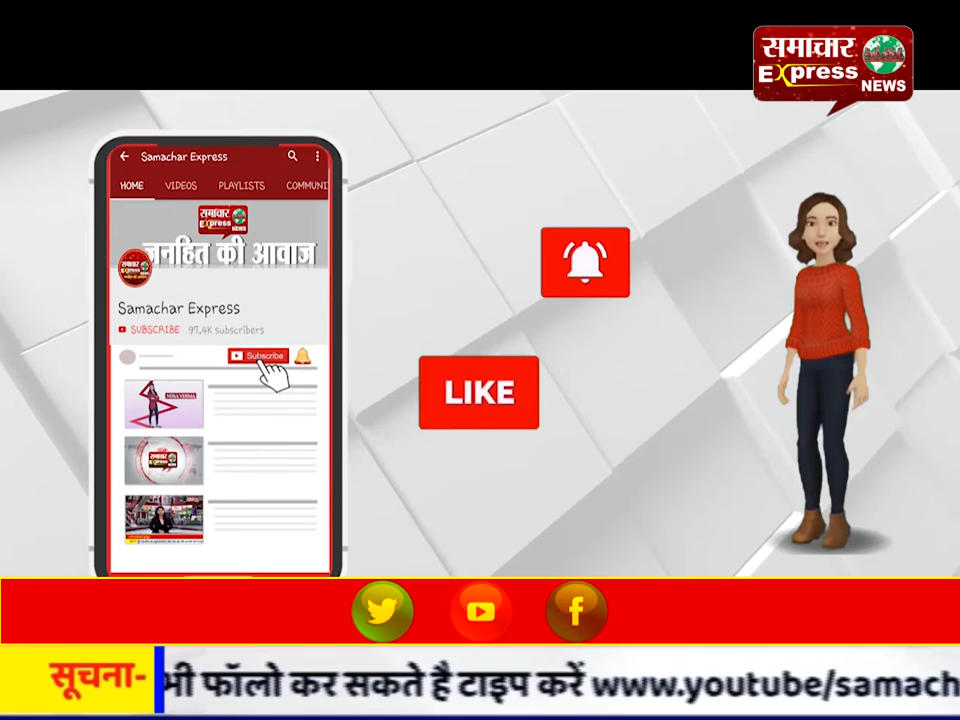 समाचार
Express
NEWS
Samachar Express
HOME VIDEOS PLAYLISTS COMMUNI
समाचार
Express
NEWS
जनहित की आवाज
Samachar Express
SUBSCRIBE 97,4K subscribers
Subscribe
LIKE
सूचना- भी फॉलो कर सकते है टाइप करें www.youtube/samach